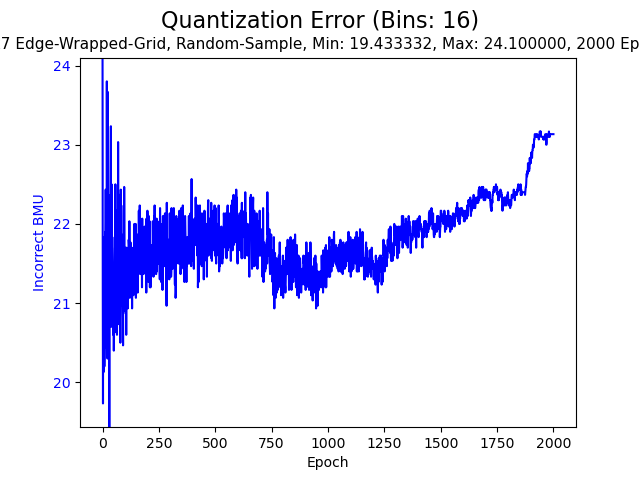 Quantization Error (Bins: 16)
7 Edge-Wrapped-Grid, Random-Sample, Min: 19.433332, Max: 24.100000, 2000 Ep
24
23
22
21
20
Incorrect BMU
0 250 500 750 1000 1250 1500 1750 2000
Epoch